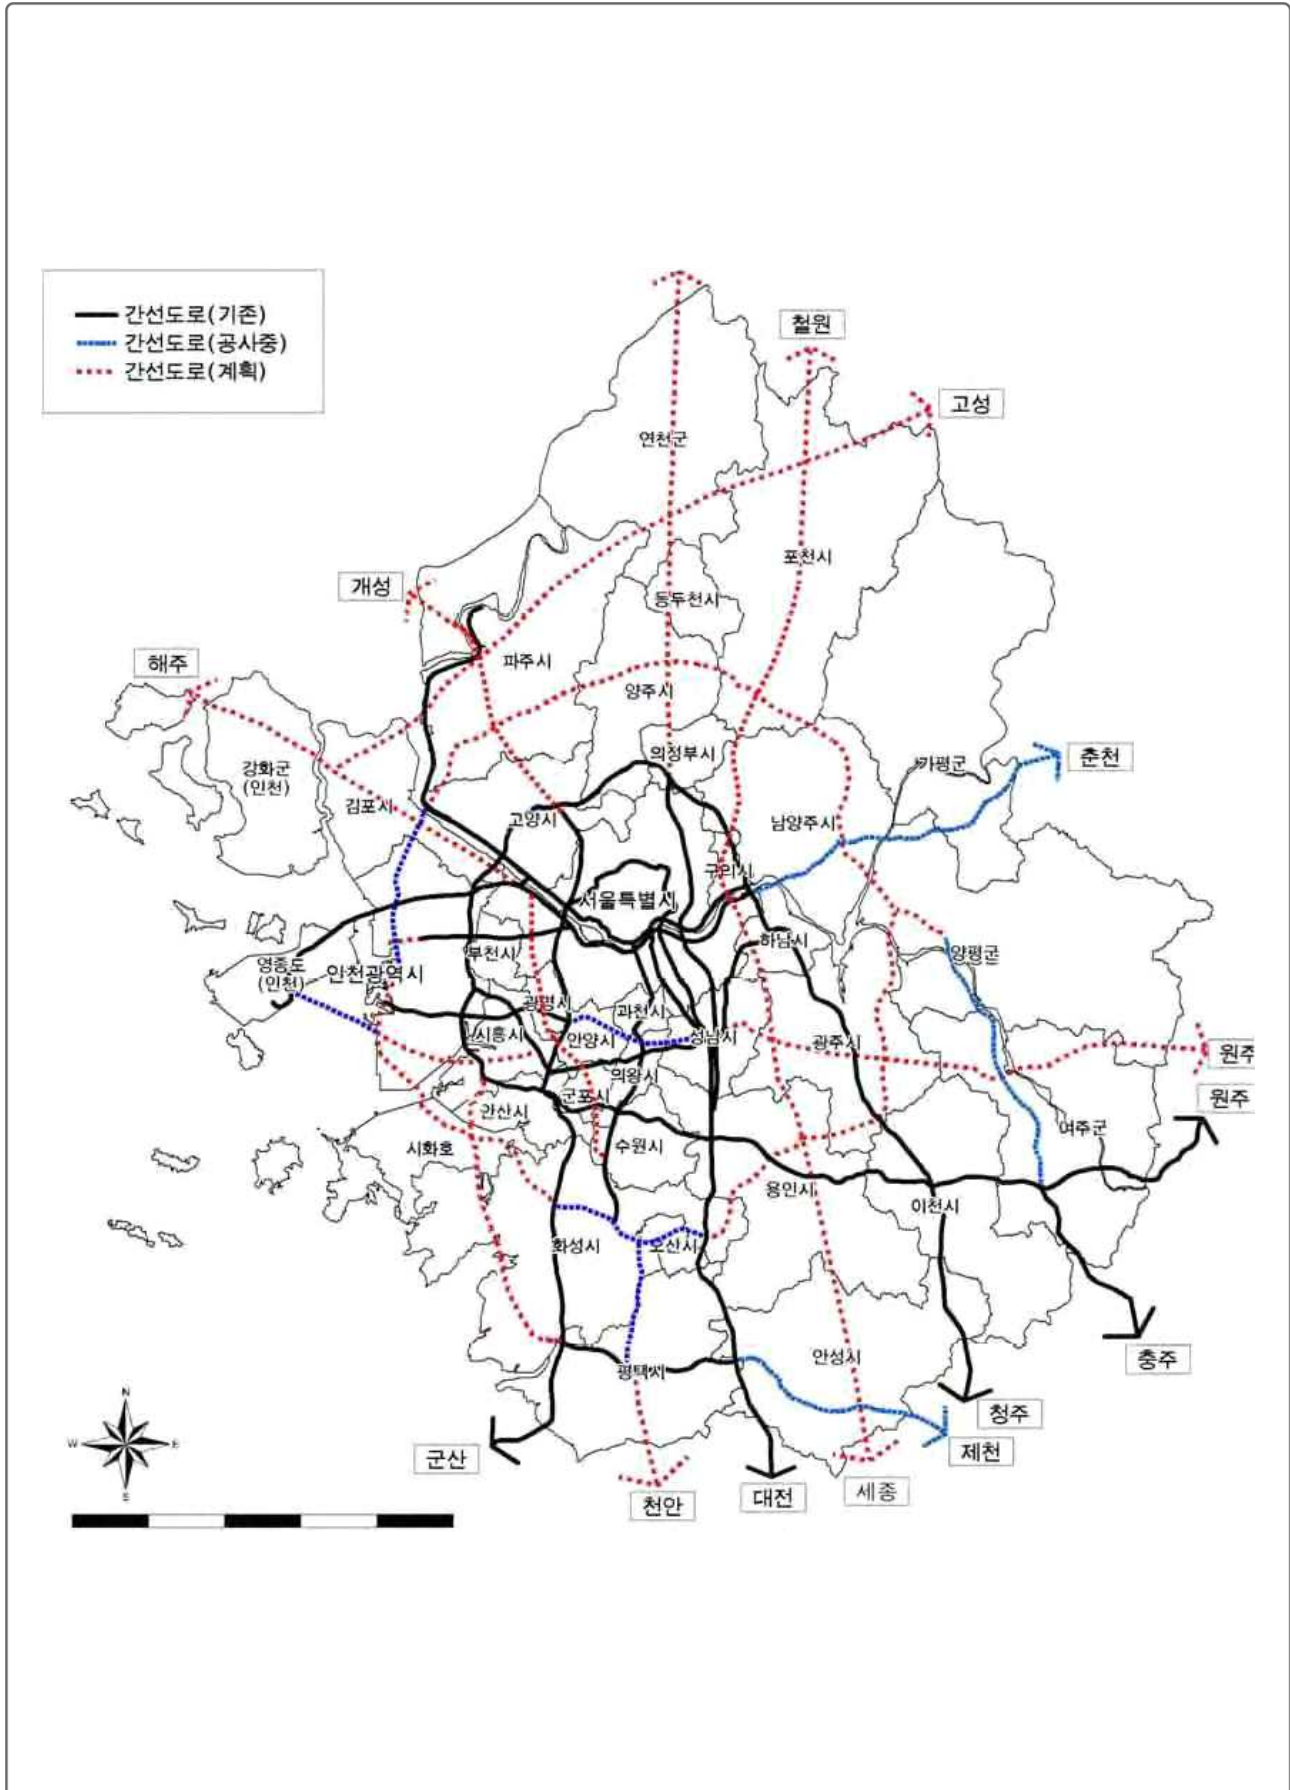 간선도로(기존)
간선도로(공사중)
간선도로(계획)
철원
고성
연천군
포천시
개성
동두천시
해주
파주시
양주시
의정부시
춘천
가평군
강화군
(인천)
김포시
고양시
남양주시
구리시
서울특별시
하남시
부천시
양평군
영종도
(인천)
인천광역시
광명시
과천시
시흥시
안양시
성남시
광주시
원주
의왕시
군포시
원주
안산시
여주군
시화호
수원시
용인시
이천시
화성시
오산시
충주
안성시
평택시
청주
군산
제천
세종
대전
천안
N
W
E
S